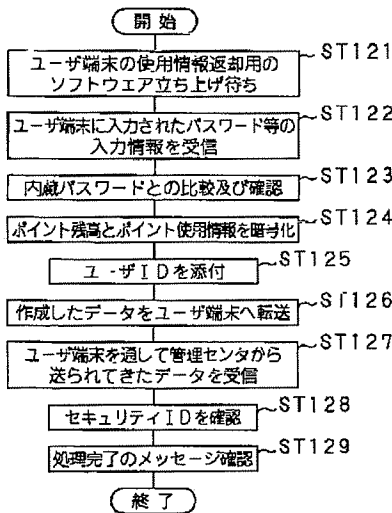 開始
ユーザ端末の使用情報返却用の
ソフトウェア立ち上げ待ち
ST121
ユーザ端末に入力されたパスワード等の
入力情報を受信
ST122
内蔵パスワードとの比較及び確認
ST123
ポイント残高とポイント使用情報を暗号化
ST124
ユーザIDを添付
ST125
作成したデータをユーザ端末へ転送
ST126
ユーザ端末を通して管理センタから
送られてきたデータを受信
ST127
セキュリティIDを確認
ST128
処理完了のメッセージ確認
ST129
終了